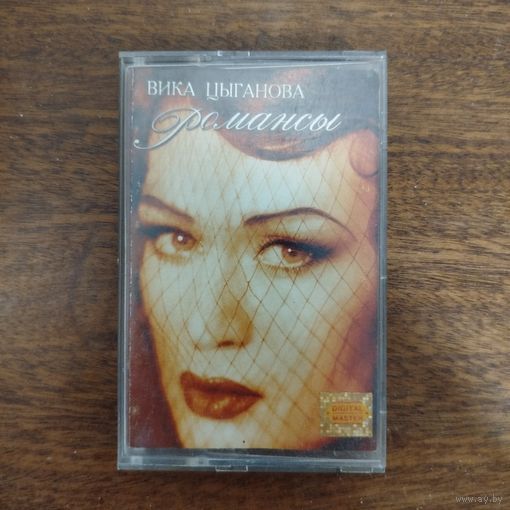 ВИКА ЦЫГАНОВА
Романсы
DIGITAL
MASTER
www.ay.by